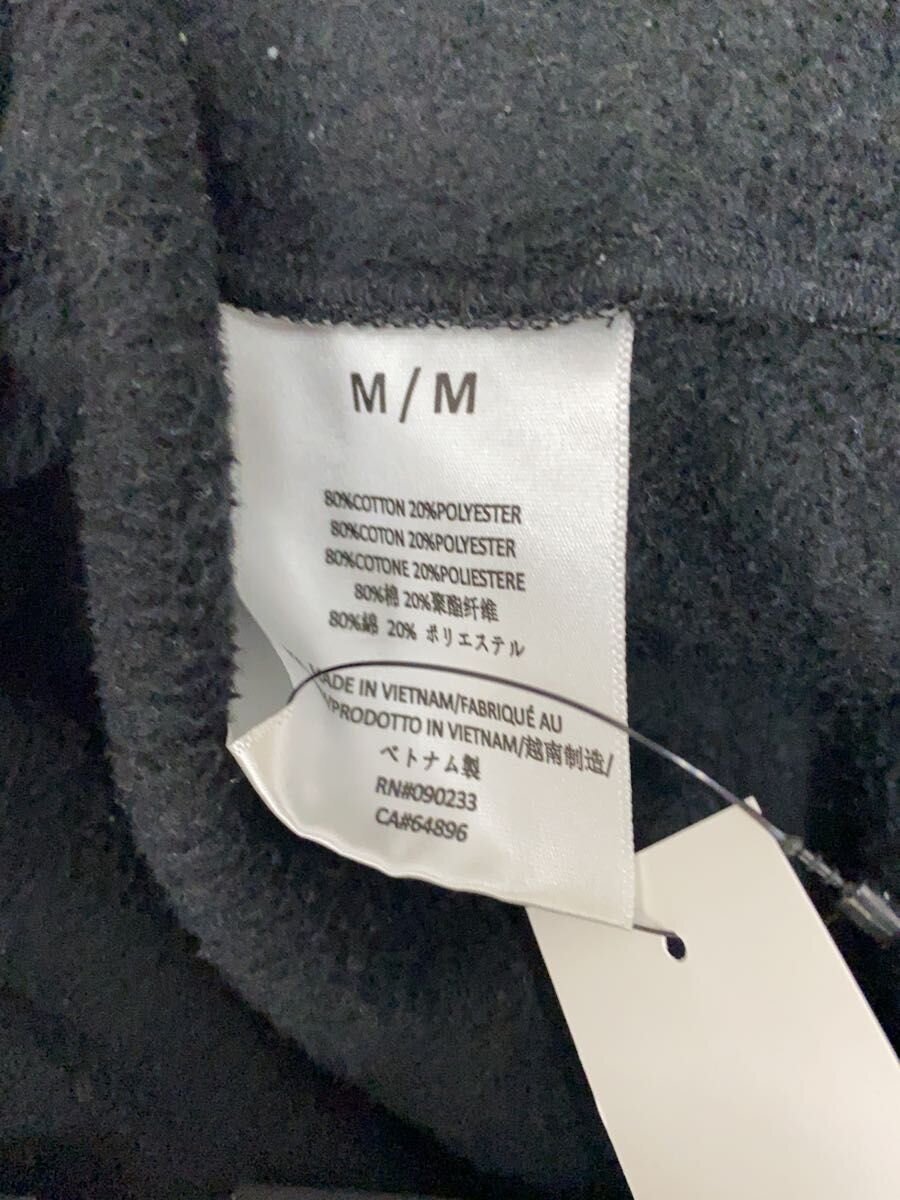 M / M
80%COTTON 20%POLYESTER
80%COTON 20%POLYESTER
80%COTONE 20%POLIESTERE
80%棉 20%聚酯纤维
80%綿 20% ポリエステル
MADE IN VIETNAM/FABRIQUÉ AU
/PRODOTTO IN VIETNAM/越南制造/
ベトナム製
RN#090233
CA#64896